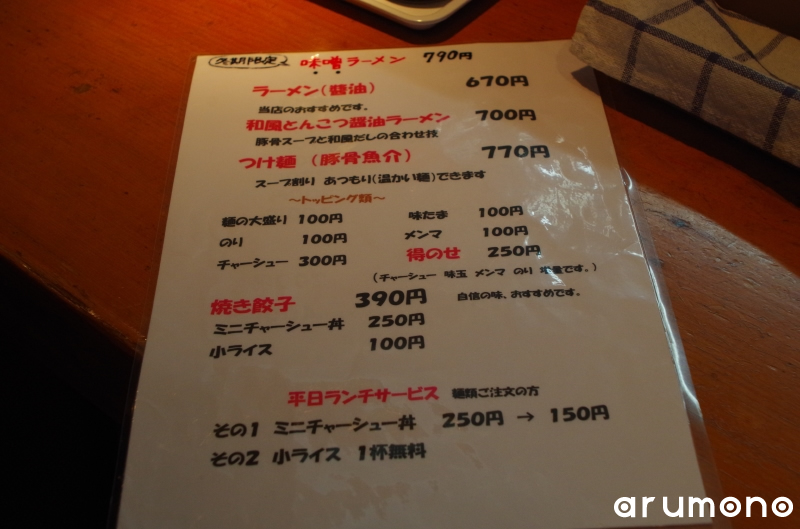 冬期限定 味噌ラーメン 790円
ラーメン(醤油) 670円
当店のおすすめです。
和風とんこつ醤油ラーメン 700円
豚骨スープと和風だしの合わせ技
つけ麺 (豚骨魚介) 770円
スープ割り あつもり(温かい麺)できます
～トッピング類～
麺の大盛り 100円 味たま 100円
のり 100円 メンマ 100円
チャーシュー 300円 得のせ 250円
(チャーシュー 味玉 メンマ のり 増量です。)
焼き餃子 390円 自信の味、おすすめです。
ミニチャーシュー丼 250円
小ライス 100円
平日ランチサービス 麺類ご注文の方
その1 ミニチャーシュー丼 250円 → 150円
その2 小ライス 1杯無料
arumono